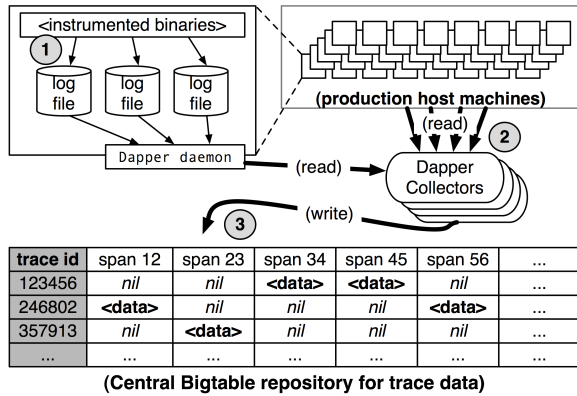 <instrumented binaries>
1
log file
log file
log file
Dapper daemon
(production host machines)
(read)
2
(read)
Dapper
Collectors
(write)
3
trace id span 12 span 23 span 34 span 45 span 56 ...
123456 nil nil <data> <data> nil ...
246802 <data> nil nil nil <data> ...
357913 nil <data> nil nil nil ...
... ... ... ... ... ... ...
(Central Bigtable repository for trace data)